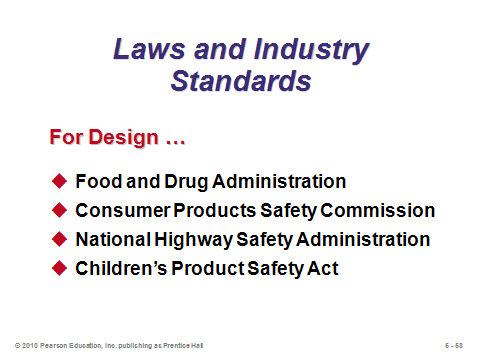 Laws and Industry
Standards
For Design …
Food and Drug Administration
Consumer Products Safety Commission
National Highway Safety Administration
Children's Product Safety Act
© 2010 Pearson Education, Inc. publishing as Prentice Hall
5 - 58